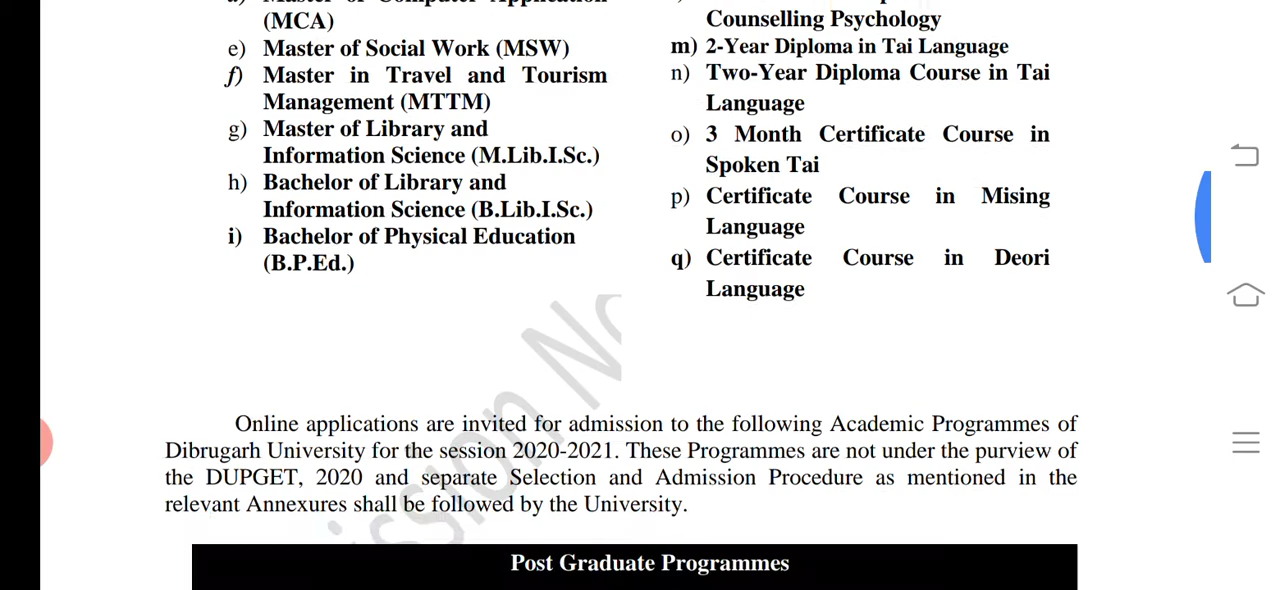 (MCA)
e) Master of Social Work (MSW)
f) Master in Travel and Tourism
Management (MTTM)
g) Master of Library and
Information Science (M.Lib.I.Sc.)
h) Bachelor of Library and
Information Science (B.Lib.I.Sc.)
i) Bachelor of Physical Education
(B.P.Ed.)
Counselling Psychology
m) 2-Year Diploma in Tai Language
n) Two-Year Diploma Course in Tai
Language
o) 3 Month Certificate Course in
Spoken Tai
p) Certificate Course in Mising
Language
q) Certificate Course in Deori
Language
Online applications are invited for admission to the following Academic Programmes of
Dibrugarh University for the session 2020-2021. These Programmes are not under the purview of
the DUPGET, 2020 and separate Selection and Admission Procedure as mentioned in the
relevant Annexures shall be followed by the University.
Post Graduate Programmes